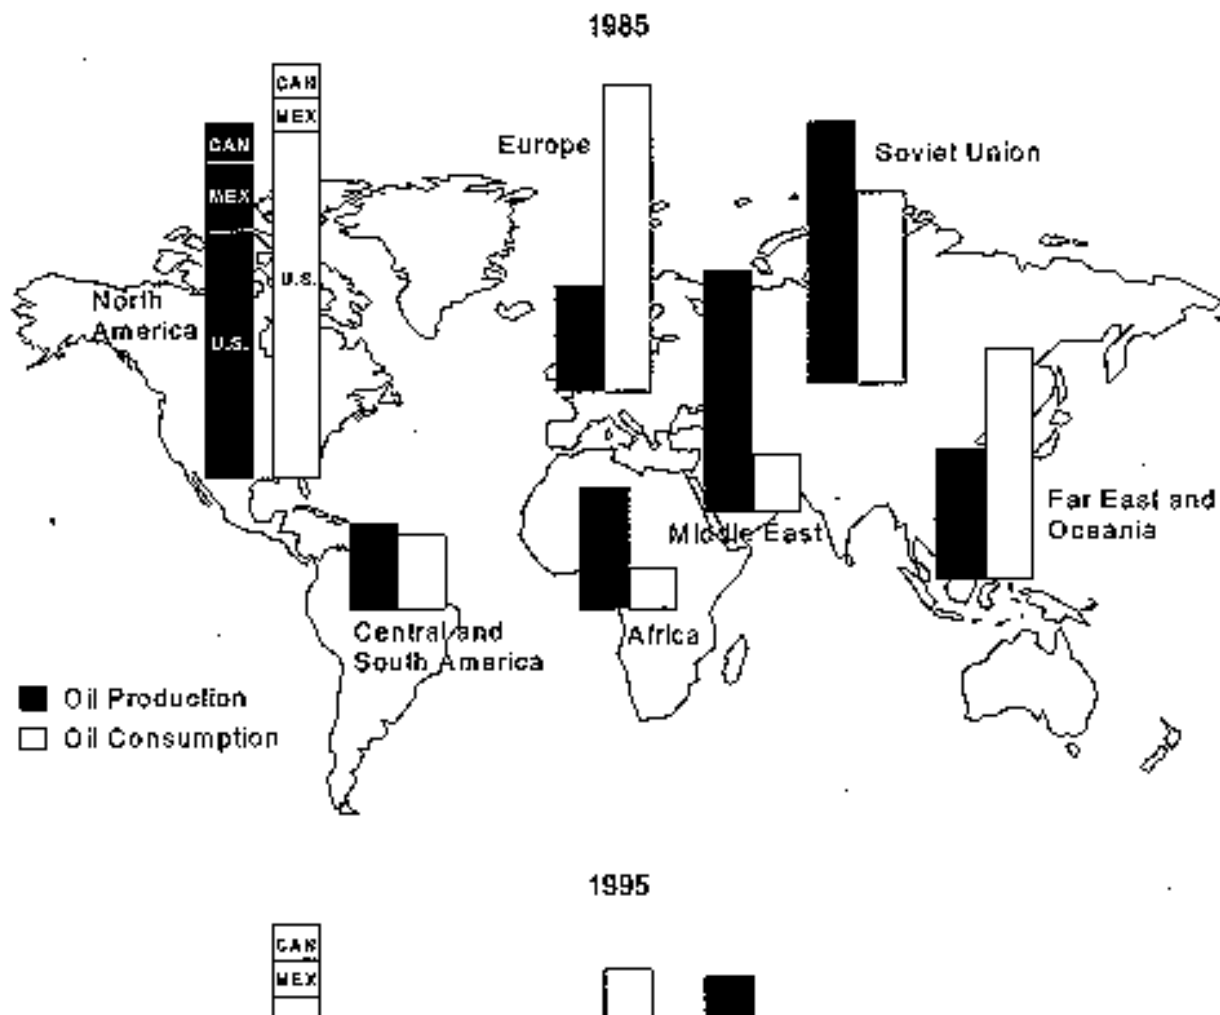 1985
CAN
MEX
CAN
MEX
U.S.
U.S.
North
America
Europe
Soviet Union
Middle East
Far East and
Oceania
Central and
South America
Africa
Oil Production
Oil Consumption
1995
CAN
MEX